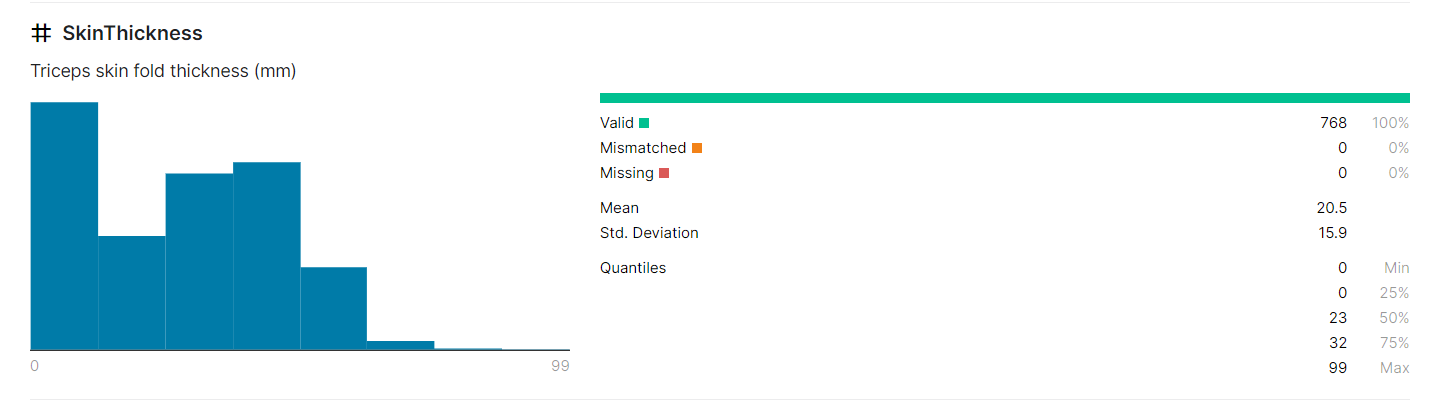 # SkinThickness
Triceps skin fold thickness (mm)
0 99
Valid 768 100%
Mismatched 0 0%
Missing 0 0%
Mean 20.5
Std. Deviation 15.9
Quantiles 0 Min
0 25%
23 50%
32 75%
99 Max